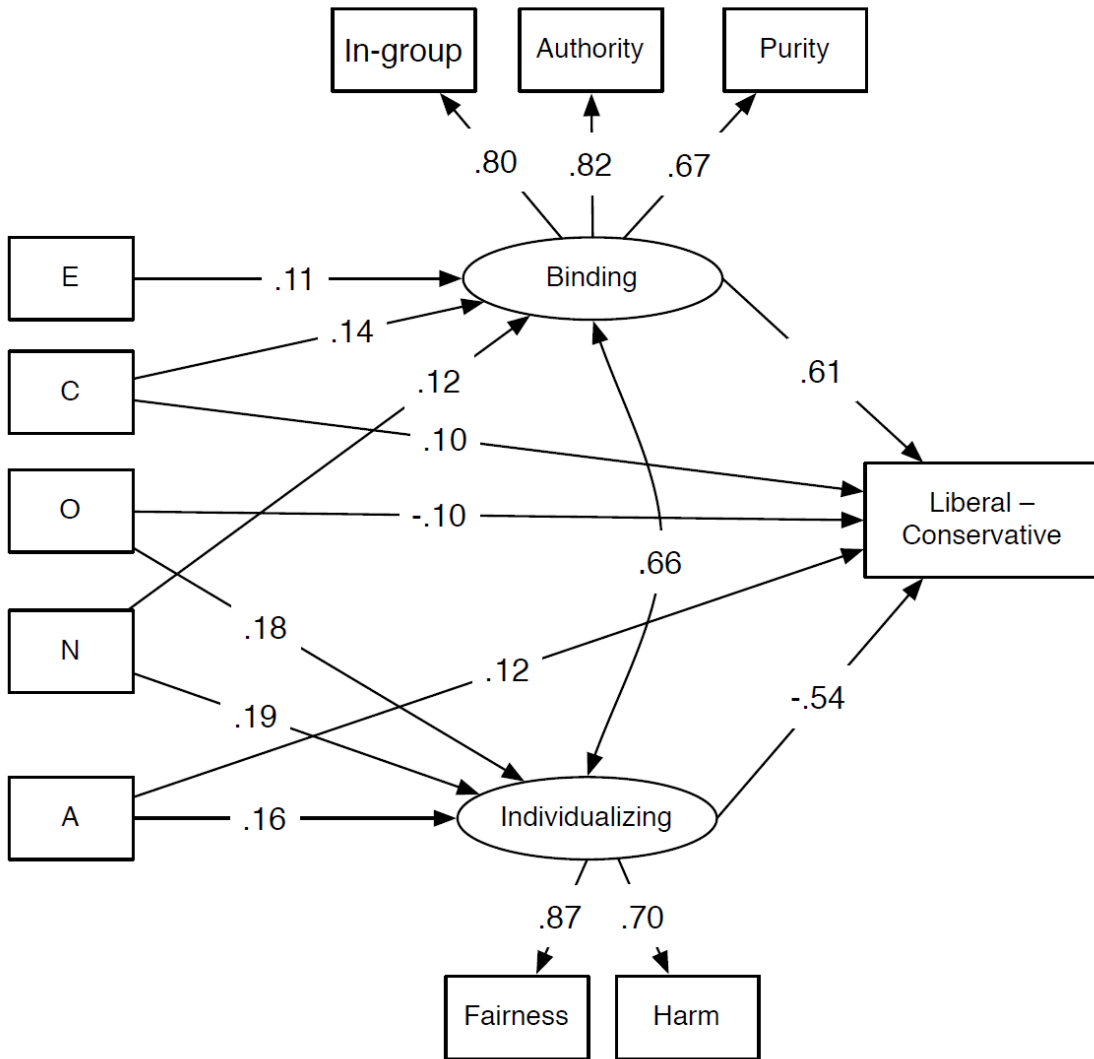 In-group
Authority
Purity
.80
.82
.67
E
.11
Binding
C
.14
.12
.61
.10
O
-.10
Liberal –
Conservative
.66
N
.18
.12
.19
-.54
A
.16
Individualizing
.87
.70
Fairness
Harm